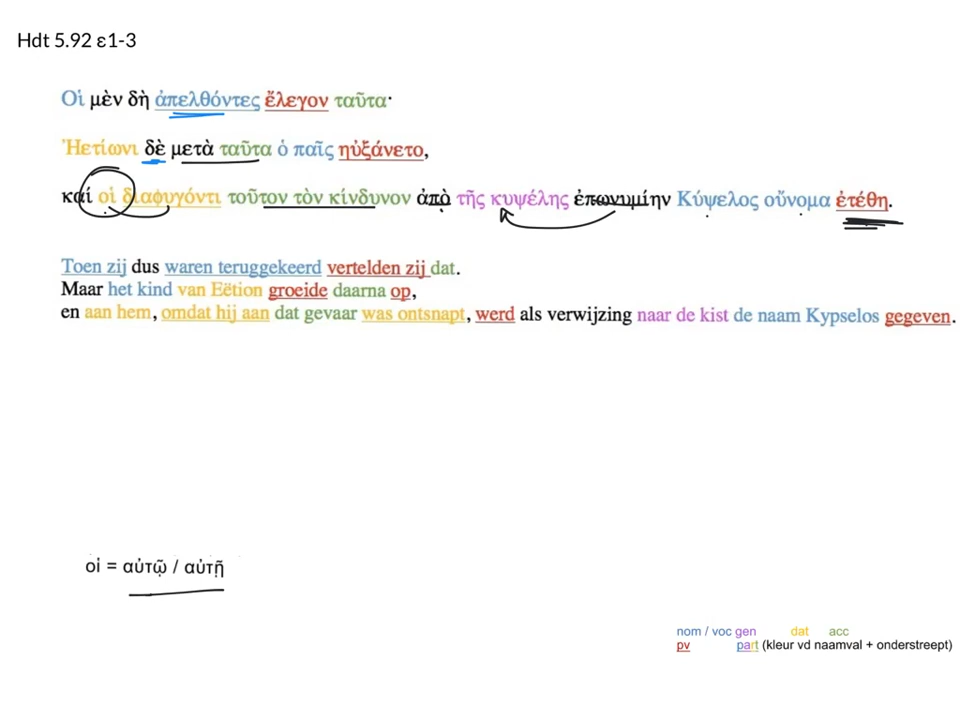 Hdt 5.92 ε1-3
Οἱ μὲν δὴ ἀπελθόντες ἔλεγον ταῦτα·
Ἠετίωνι δὲ μετὰ ταῦτα ὁ παῖς ηὐξάνετο,
καί οἱ διαφυγόντι τοῦτον τὸν κίνδυνον ἀπὸ τῆς κυψέλης ἐπωνυμίην Κύψελος οὔνομα ἐτέθη.
Toen zij dus waren teruggekeerd vertelden zij dat.
Maar het kind van Eëtion groeide daarna op,
en aan hem, omdat hij aan dat gevaar was ontsnapt, werd als verwijzing naar de kist de naam Kypselos gegeven.
οἱ = αὐτῷ / αὐτῇ
nom / voc gen dat acc
pv part (kleur vd naamval + onderstreept)